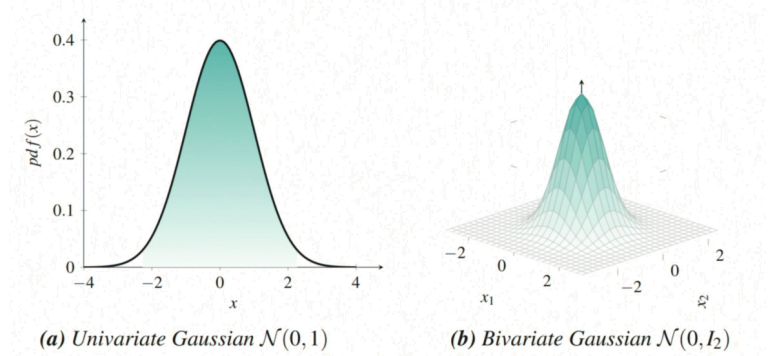 0.4
0.3
0.2
0.1
0
pdf(x)
−4 −2 0 2 4
x
−2 0 2
x₁
−2 0 2
x₂
(a) Univariate Gaussian 𝒩(0,1)
(b) Bivariate Gaussian 𝒩(0,I₂)